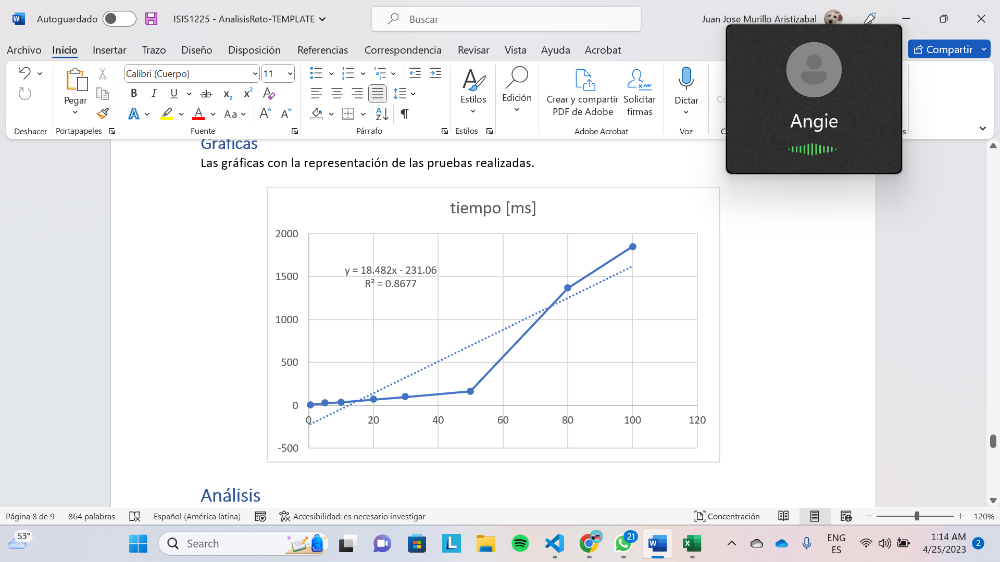 Autoguardado
ISIS1225 - AnalisisReto-TEMPLATE
Buscar
Juan Jose Murillo Aristizabal
Archivo Inicio Insertar Trazo Diseño Disposición Referencias Correspondencia Revisar Vista Ayuda Acrobat
Compartir
Pegar
Calibri (Cuerpo) 11
Estilos
Edición
Crear y compartir PDF de Adobe
Solicitar firmas
Dictar
Deshacer Portapapeles Fuente Párrafo Estilos Adobe Acrobat Voz
Angie
Gráficas
Las gráficas con la representación de las pruebas realizadas.
tiempo [ms]
2000
1500
1000
500
0
-500
y = 18.482x - 231.06
R² = 0.8677
0 20 40 60 80 100 120
Análisis
Página 8 de 9 864 palabras Español (América latina) Accesibilidad: es necesario investigar Concentración 120%
53°
Search
21
ENG
ES
1:14 AM
4/25/2023
2